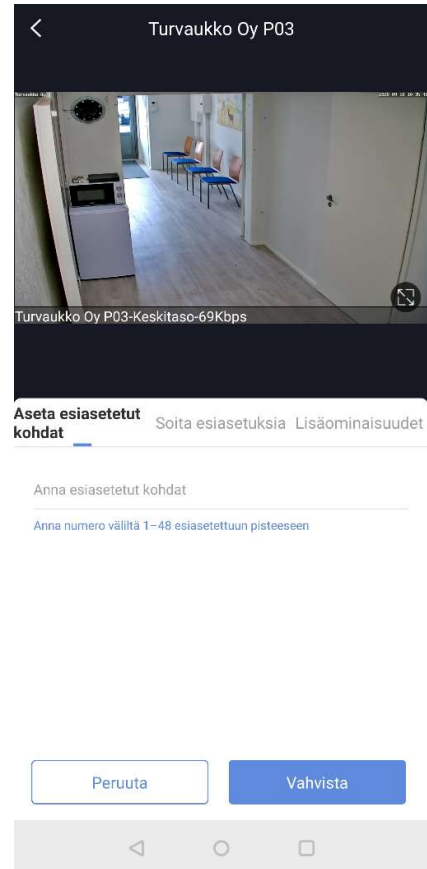 Turvaukko Oy P03
Turvaukko Oy P03-Keskitaso-69Kbps
Aseta esiasetetut
kohdat
Soita esiasetuksia
Lisäominaisuudet
Anna esiasetetut kohdat
Anna numero väliltä 1–48 esiasetettuun pisteeseen
Peruuta
Vahvista